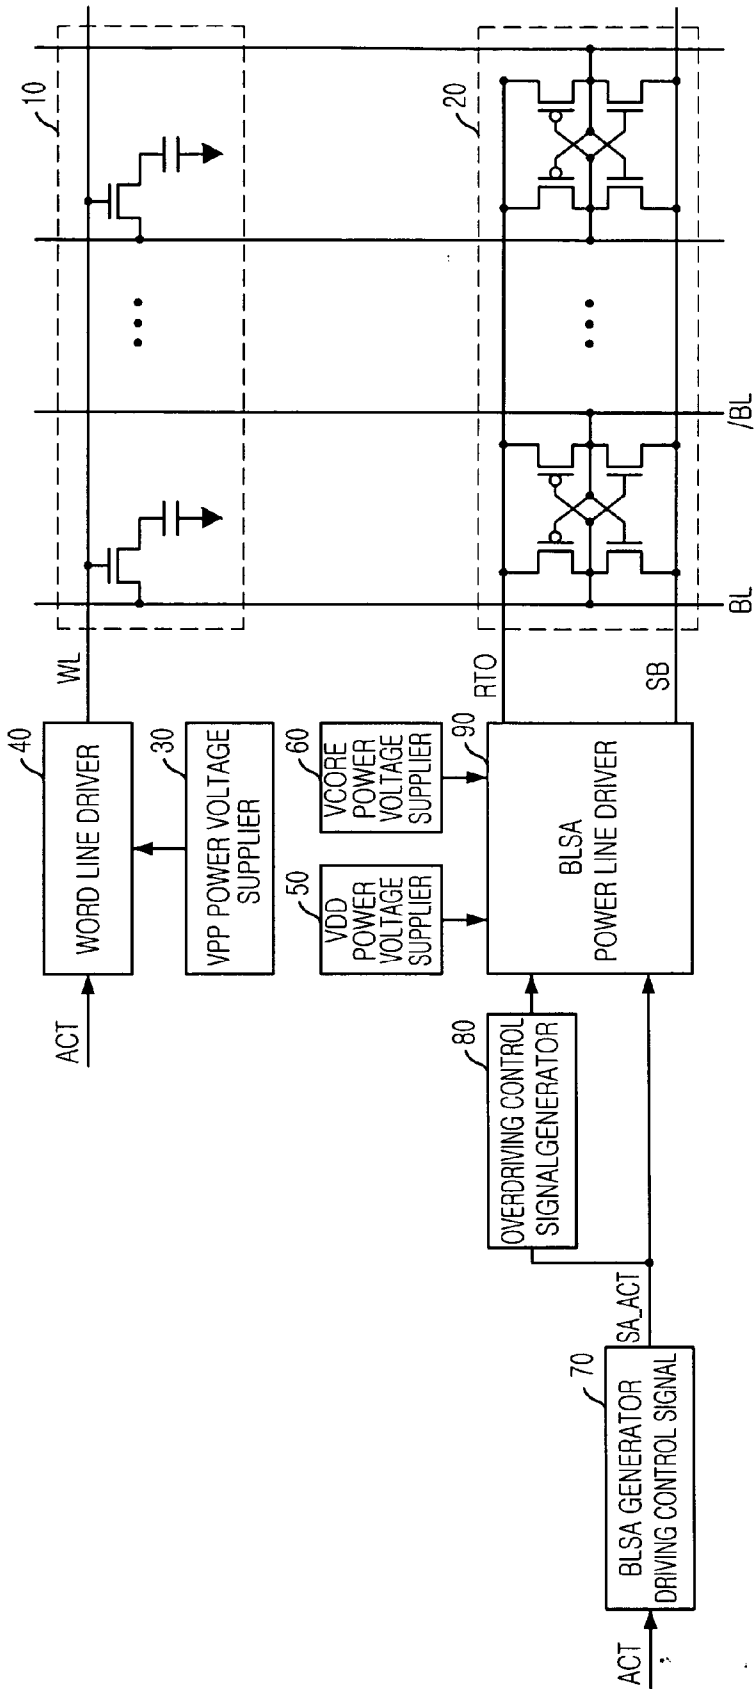 10
20
WL
RTO
SB
BL
/BL
40
WORD LINE DRIVER
ACT
30
VPP POWER VOLTAGE
SUPPLIER
60
VCORE
POWER
VOLTAGE
SUPPLIER
50
VDD
POWER
VOLTAGE
SUPPLIER
90
BLSA
POWER LINE DRIVER
80
OVERDRIVING CONTROL
SIGNALGENERATOR
SA_ACT
70
BLSA GENERATOR
DRIVING CONTROL SIGNAL
ACT